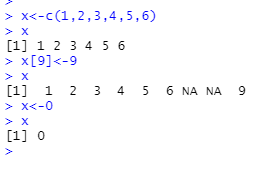 >
> x<-c(1,2,3,4,5,6)
> x
[1] 1 2 3 4 5 6
> x[9]<-9
> x
[1]  1  2  3  4  5  6 NA NA  9
> x<-0
> x
[1] 0
>